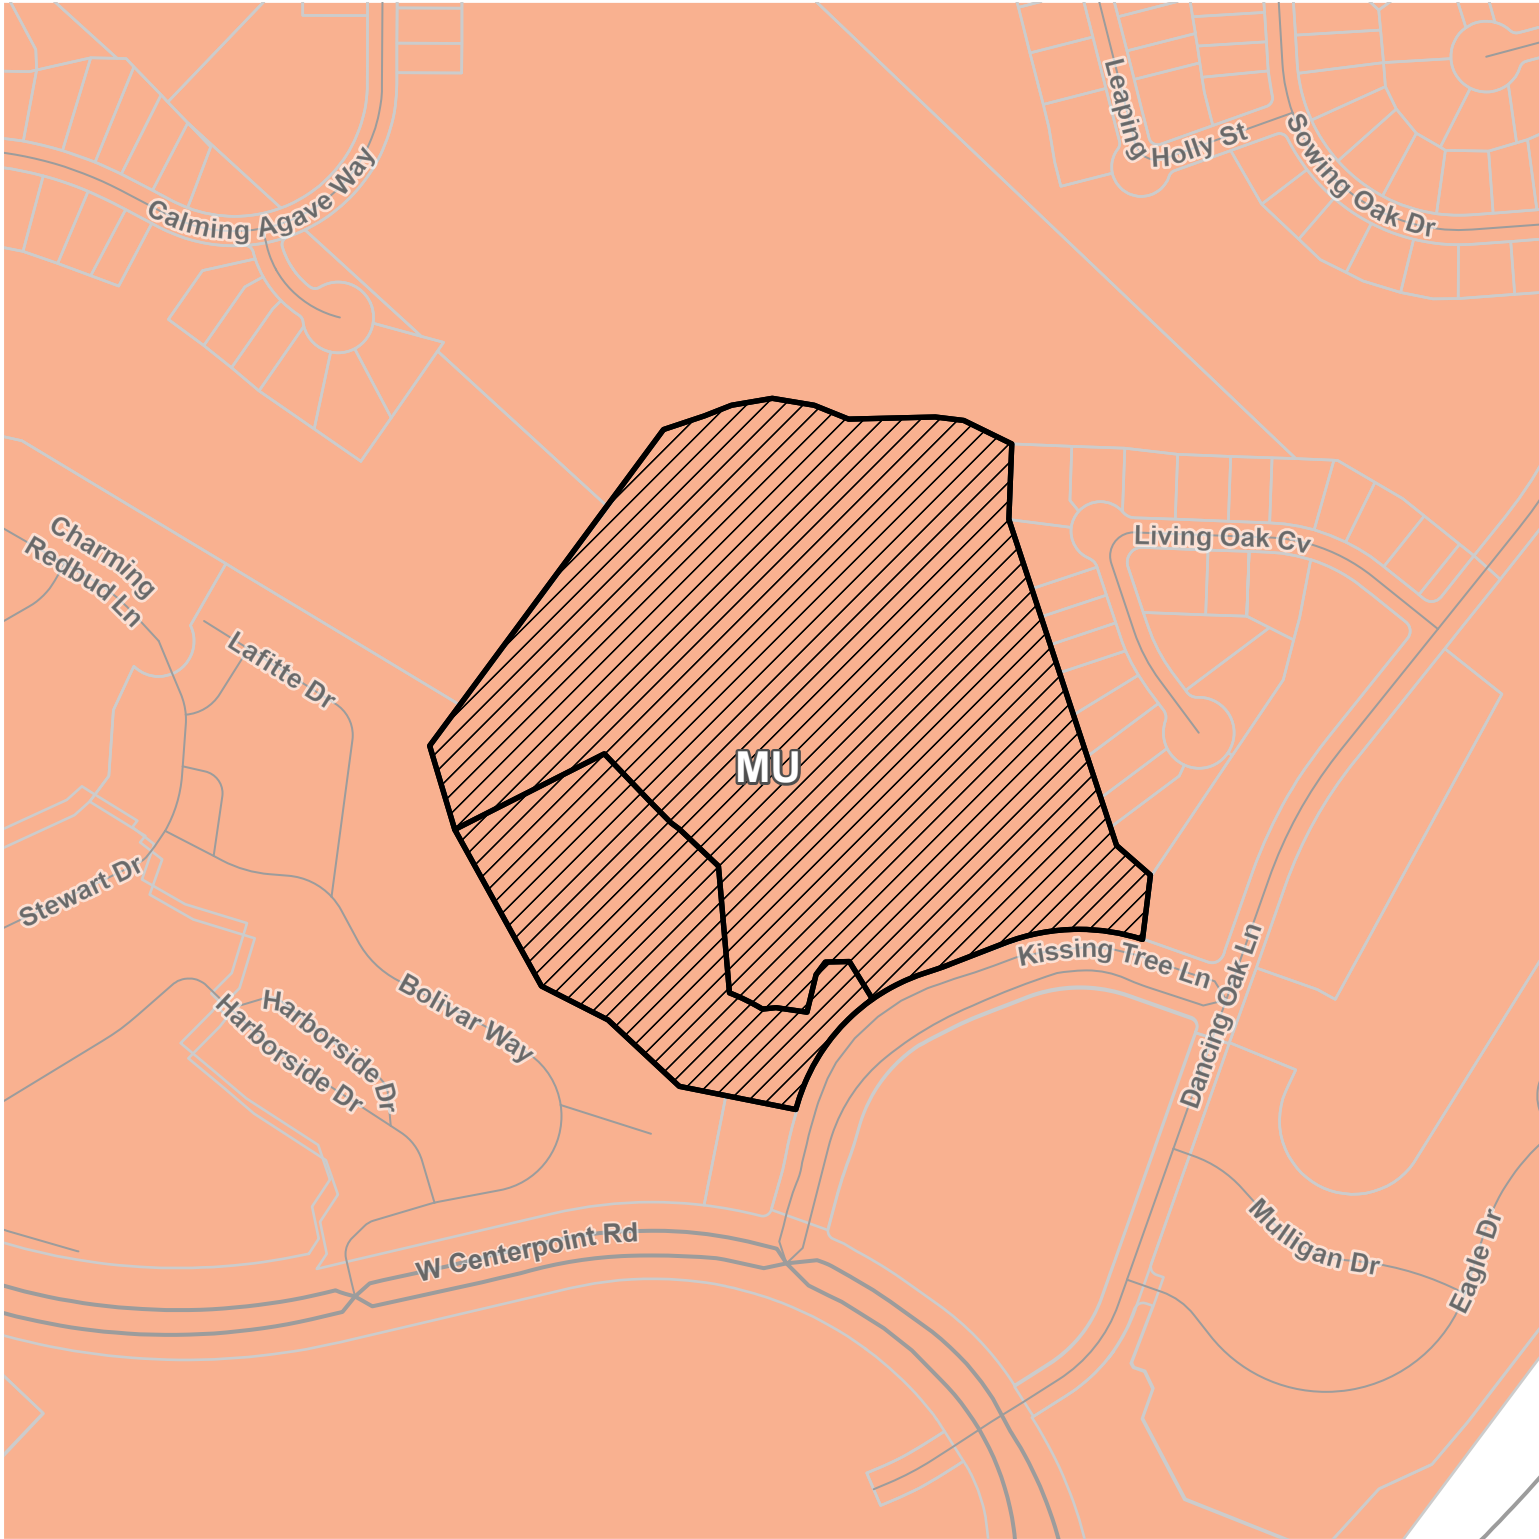 Leaping
Holly St
Sowing Oak Dr
Calming Agave Way
Charming
Redbud Ln
Living Oak Cv
Lafitte Dr
MU
Stewart Dr
Kissing Tree Ln
Dancing Oak Ln
Bolivar Way
Harborside Dr
Harborside Dr
Mulligan Dr
Eagle Dr
W Centerpoint Rd